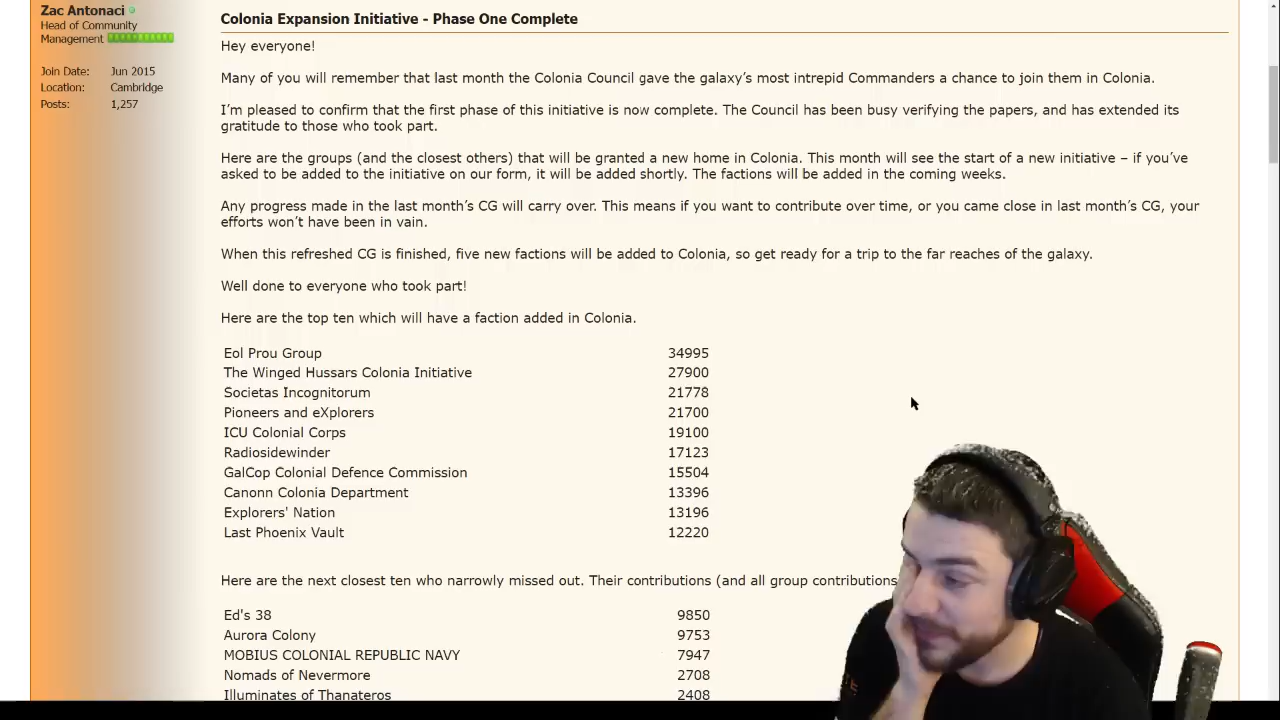 Zac Antonaci
Head of Community
Management
Join Date: Jun 2015
Location: Cambridge
Posts: 1,257
Colonia Expansion Initiative - Phase One Complete
Hey everyone!
Many of you will remember that last month the Colonia Council gave the galaxy's most intrepid Commanders a chance to join them in Colonia.
I'm pleased to confirm that the first phase of this initiative is now complete. The Council has been busy verifying the papers, and has extended its
gratitude to those who took part.
Here are the groups (and the closest others) that will be granted a new home in Colonia. This month will see the start of a new initiative – if you've
asked to be added to the initiative on our form, it will be added shortly. The factions will be added in the coming weeks.
Any progress made in the last month's CG will carry over. This means if you want to contribute over time, or you came close in last month's CG, your
efforts won't have been in vain.
When this refreshed CG is finished, five new factions will be added to Colonia, so get ready for a trip to the far reaches of the galaxy.
Well done to everyone who took part!
Here are the top ten which will have a faction added in Colonia.
Eol Prou Group 34995
The Winged Hussars Colonia Initiative 27900
Societas Incognitorum 21778
Pioneers and eXplorers 21700
ICU Colonial Corps 19100
Radiosidewinder 17123
GalCop Colonial Defence Commission 15504
Canonn Colonia Department 13396
Explorers' Nation 13196
Last Phoenix Vault 12220
Here are the next closest ten who narrowly missed out. Their contributions (and all group contributions
Ed's 38 9850
Aurora Colony 9753
MOBIUS COLONIAL REPUBLIC NAVY 7947
Nomads of Nevermore 2708
Illuminates of Thanateros 2408